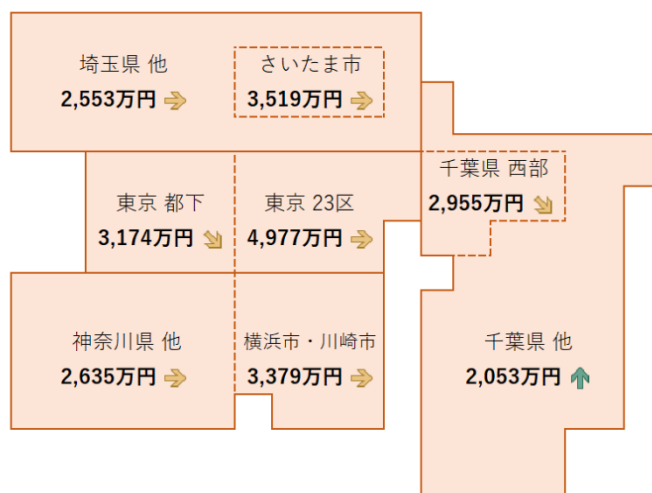 埼玉県 他
2,553万円
さいたま市
3,519万円
千葉県 西部
2,955万円
東京 都下
3,174万円
東京 23区
4,977万円
神奈川県 他
2,635万円
横浜市・川崎市
3,379万円
千葉県 他
2,053万円